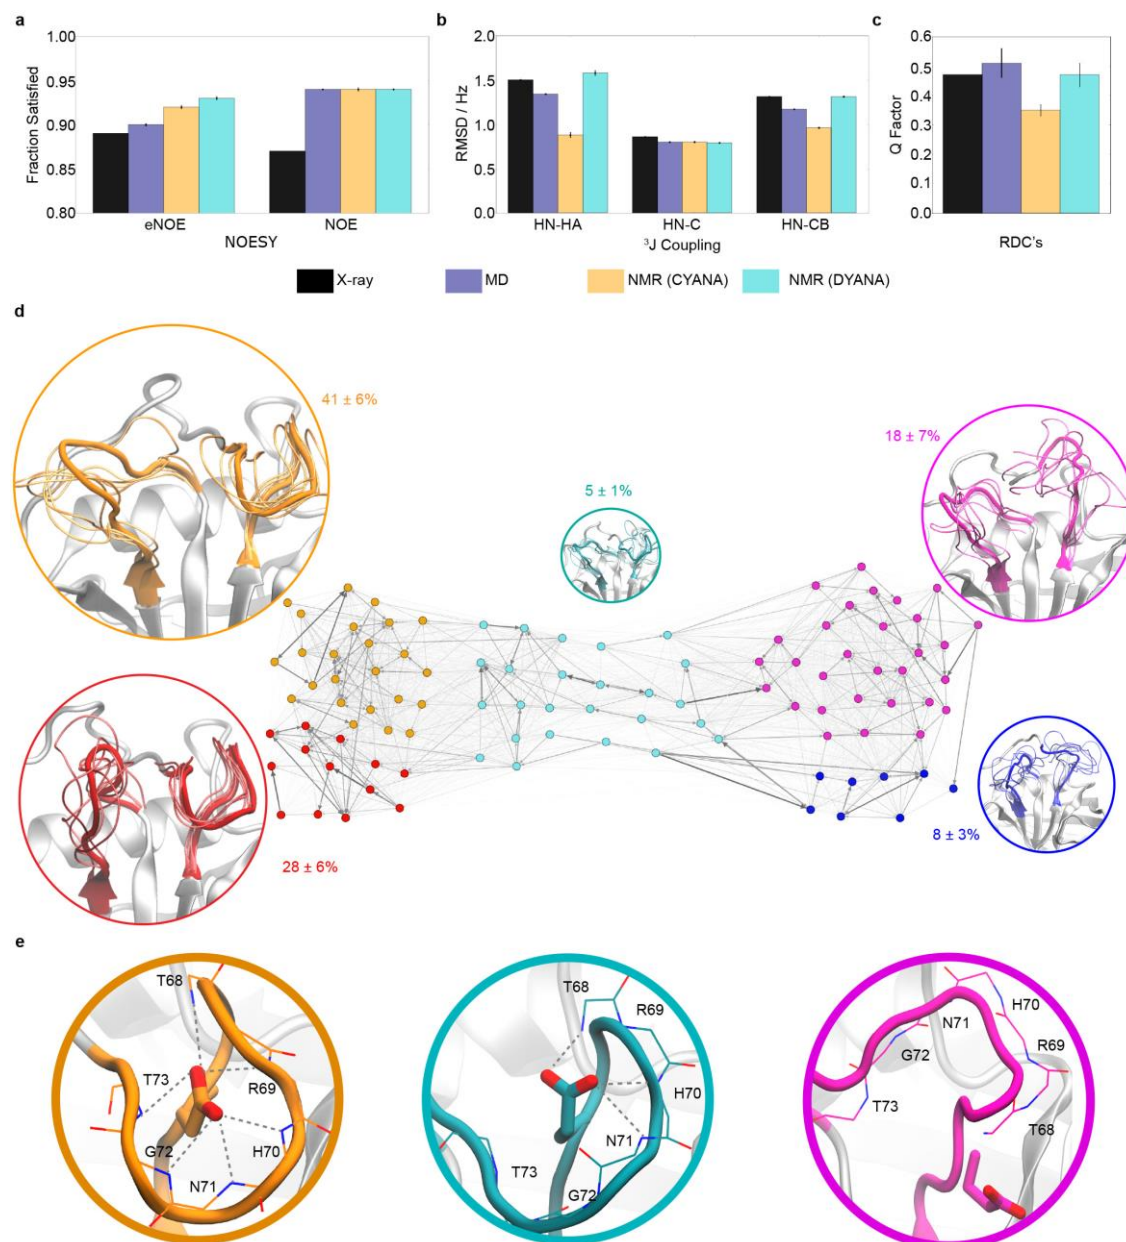 a
1.00
0.95
0.90
0.85
0.80
Fraction Satisfied
eNOE
NOE
NOESY
b
2.0
1.5
1.0
0.5
0.0
RMSD / Hz
HN-HA
HN-C
HN-CB
³J Coupling
c
0.6
0.5
0.4
0.3
0.2
0.1
0.0
Q Factor
RDC's
X-ray
MD
NMR (CYANA)
NMR (DYANA)
d
41 ± 6%
5 ± 1%
18 ± 7%
28 ± 6%
8 ± 3%
e
T68
T73
R69
G72
H70
N71
T68
R69
H70
N71
T73
G72
H70
N71
R69
G72
T73
T68